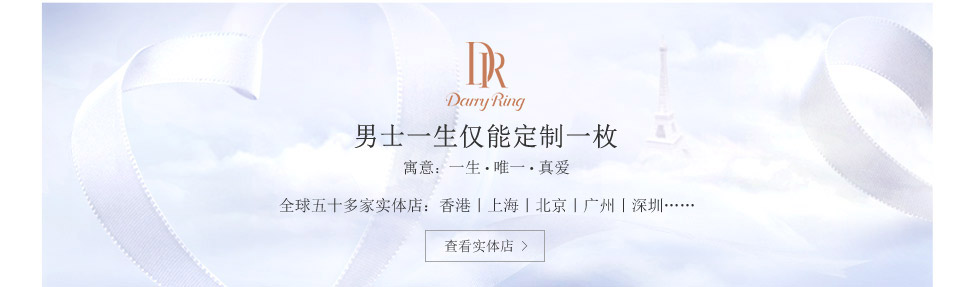 DR
Darry Ring
男士一生仅能定制一枚
寓意：一生·唯一·真爱
全球五十多家实体店：香港｜上海｜北京｜广州｜深圳……
查看实体店 >